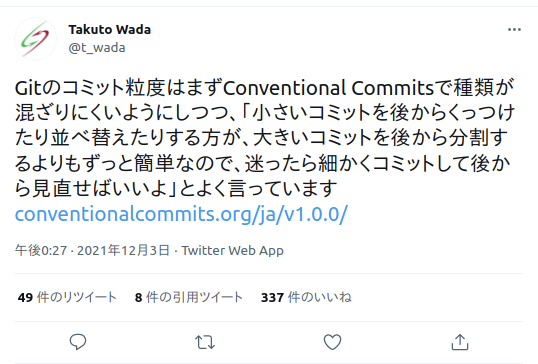 Takuto Wada
@t_wada
Gitのコミット粒度はまずConventional Commitsで種類が
混ざりにくいようにしつつ、「小さいコミットを後からくっつけ
たり並べ替えたりする方が、大きいコミットを後から分割す
るよりもずっと簡単なので、迷ったら細かくコミットして後か
ら見直せばいいよ」とよく言っています
conventionalcommits.org/ja/v1.0.0/
午後0:27 · 2021年12月3日 · Twitter Web App
49 件のリツイート 8 件の引用ツイート 337 件のいいね